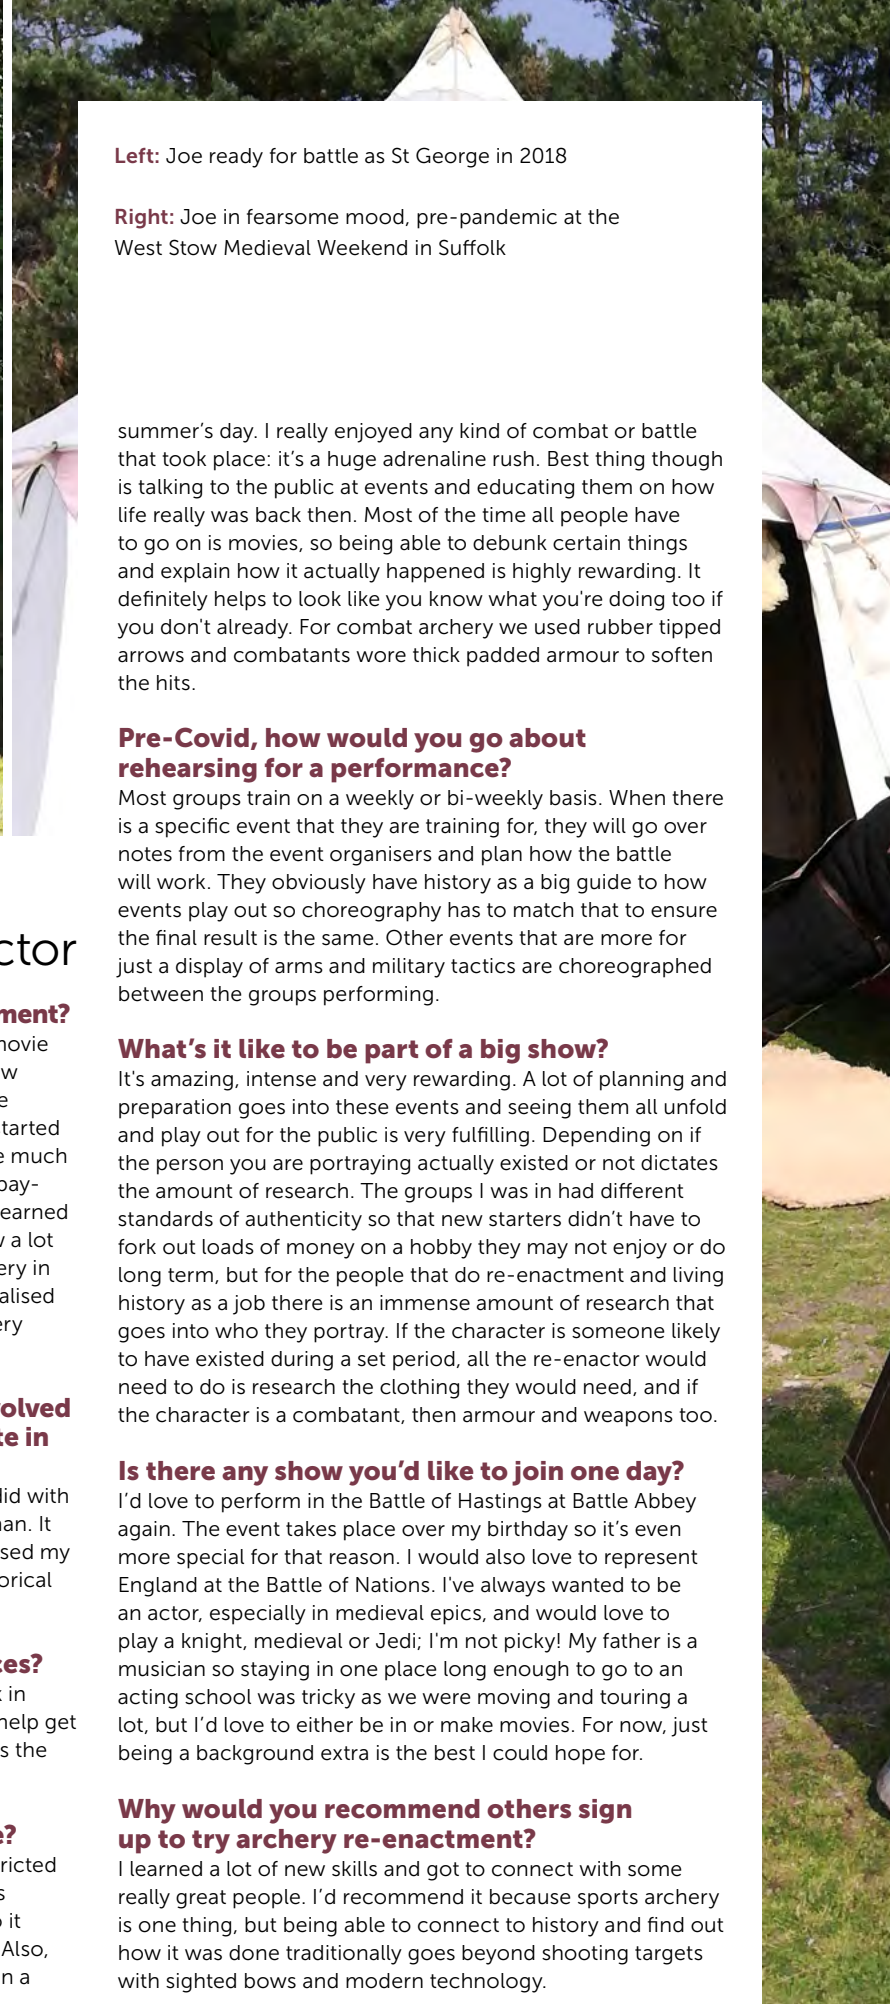 Left: Joe ready for battle as St George in 2018
Right: Joe in fearsome mood, pre-pandemic at the
West Stow Medieval Weekend in Suffolk
ment?
w
tarted
much
earned
a lot
in
olved
in
with
It
my
in
help get
the
it
Also,
a
summer’s day. I really enjoyed any kind of combat or battle
that took place: it’s a huge adrenaline rush. Best thing though
is talking to the public at events and educating them on how
life really was back then. Most of the time all people have
to go on is movies, so being able to debunk certain things
and explain how it actually happened is highly rewarding. It
definitely helps to look like you know what you're doing too if
you don't already. For combat archery we used rubber tipped
arrows and combatants wore thick padded armour to soften
the hits.
Pre-Covid, how would you go about
rehearsing for a performance?
Most groups train on a weekly or bi-weekly basis. When there
is a specific event that they are training for, they will go over
notes from the event organisers and plan how the battle
will work. They obviously have history as a big guide to how
events play out so choreography has to match that to ensure
the final result is the same. Other events that are more for
just a display of arms and military tactics are choreographed
between the groups performing.
What’s it like to be part of a big show?
It's amazing, intense and very rewarding. A lot of planning and
preparation goes into these events and seeing them all unfold
and play out for the public is very fulfilling. Depending on if
the person you are portraying actually existed or not dictates
the amount of research. The groups I was in had different
standards of authenticity so that new starters didn’t have to
fork out loads of money on a hobby they may not enjoy or do
long term, but for the people that do re-enactment and living
history as a job there is an immense amount of research that
goes into who they portray. If the character is someone likely
to have existed during a set period, all the re-enactor would
need to do is research the clothing they would need, and if
the character is a combatant, then armour and weapons too.
Is there any show you’d like to join one day?
I’d love to perform in the Battle of Hastings at Battle Abbey
again. The event takes place over my birthday so it’s even
more special for that reason. I would also love to represent
England at the Battle of Nations. I've always wanted to be
an actor, especially in medieval epics, and would love to
play a knight, medieval or Jedi; I'm not picky! My father is a
musician so staying in one place long enough to go to an
acting school was tricky as we were moving and touring a
lot, but I’d love to either be in or make movies. For now, just
being a background extra is the best I could hope for.
Why would you recommend others sign
up to try archery re-enactment?
I learned a lot of new skills and got to connect with some
really great people. I’d recommend it because sports archery
is one thing, but being able to connect to history and find out
how it was done traditionally goes beyond shooting targets
with sighted bows and modern technology.